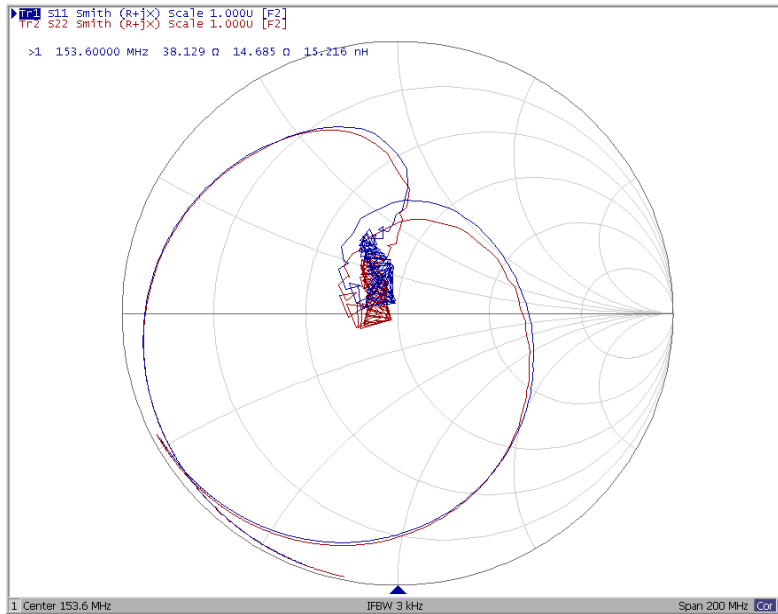 Tr1 S11 Smith (R+jX) Scale 1.000U [F2]
Tr2 S22 Smith (R+jX) Scale 1.000U [F2]
>1 153.60000 MHz 38.129 Ω 14.685 Ω 15.216 nH
1 Center 153.6 MHz IFBW 3 kHz Span 200 MHz Cor